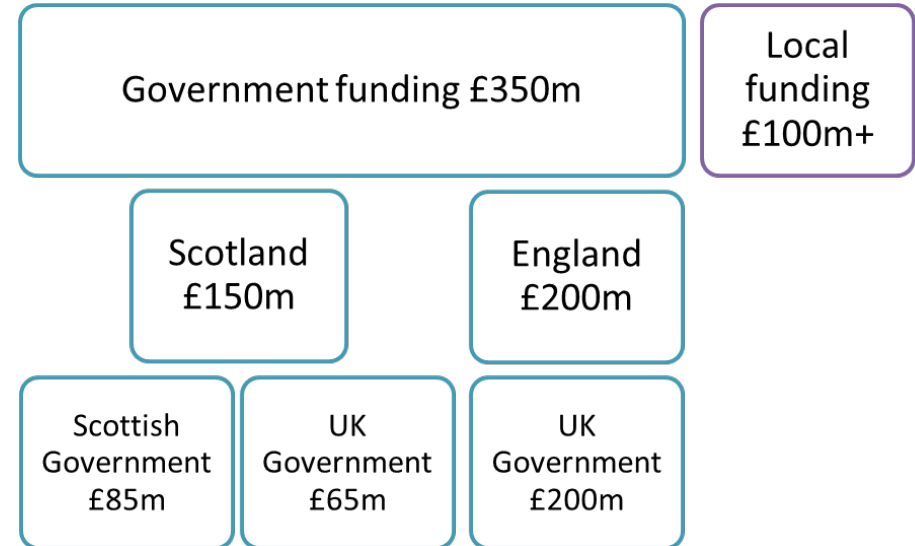 Government funding £350m
Local
funding
£100m+
Scotland
£150m
England
£200m
Scottish
Government
£85m
UK
Government
£65m
UK
Government
£200m